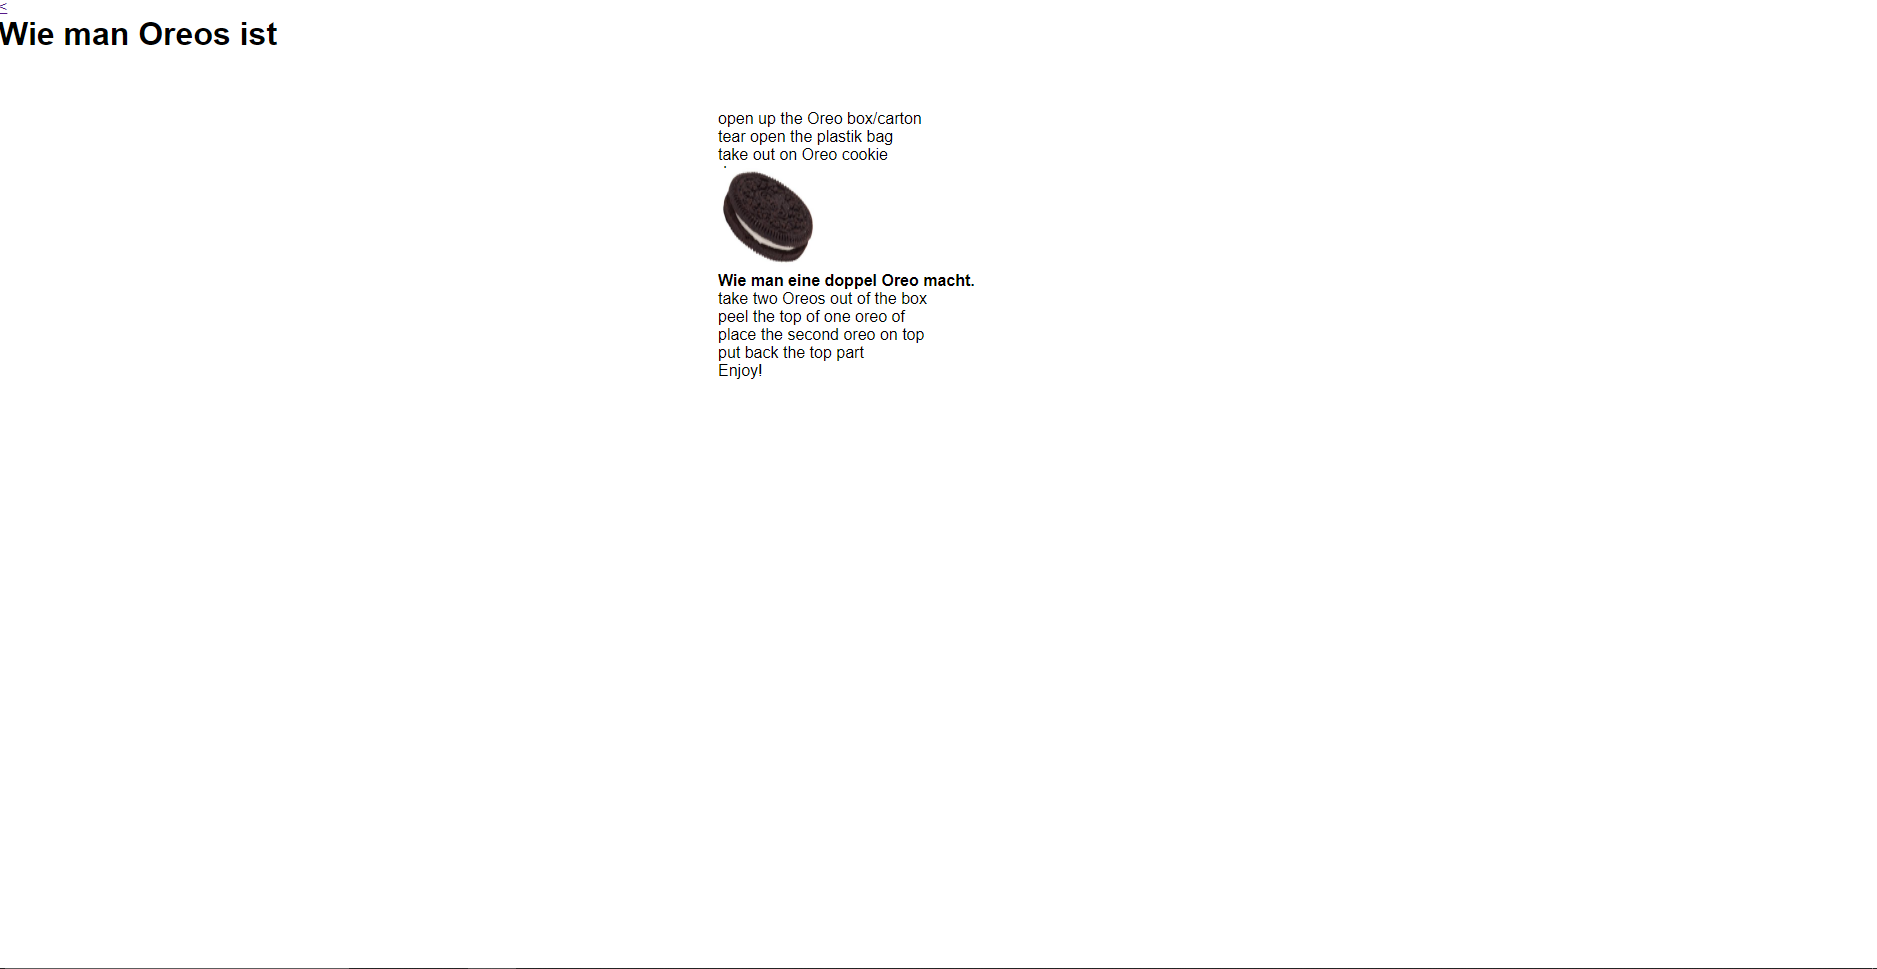 <
Wie man Oreos ist
open up the Oreo box/carton
tear open the plastik bag
take out on Oreo cookie
Wie man eine doppel Oreo macht.
take two Oreos out of the box
peel the top of one oreo of
place the second oreo on top
put back the top part
Enjoy!